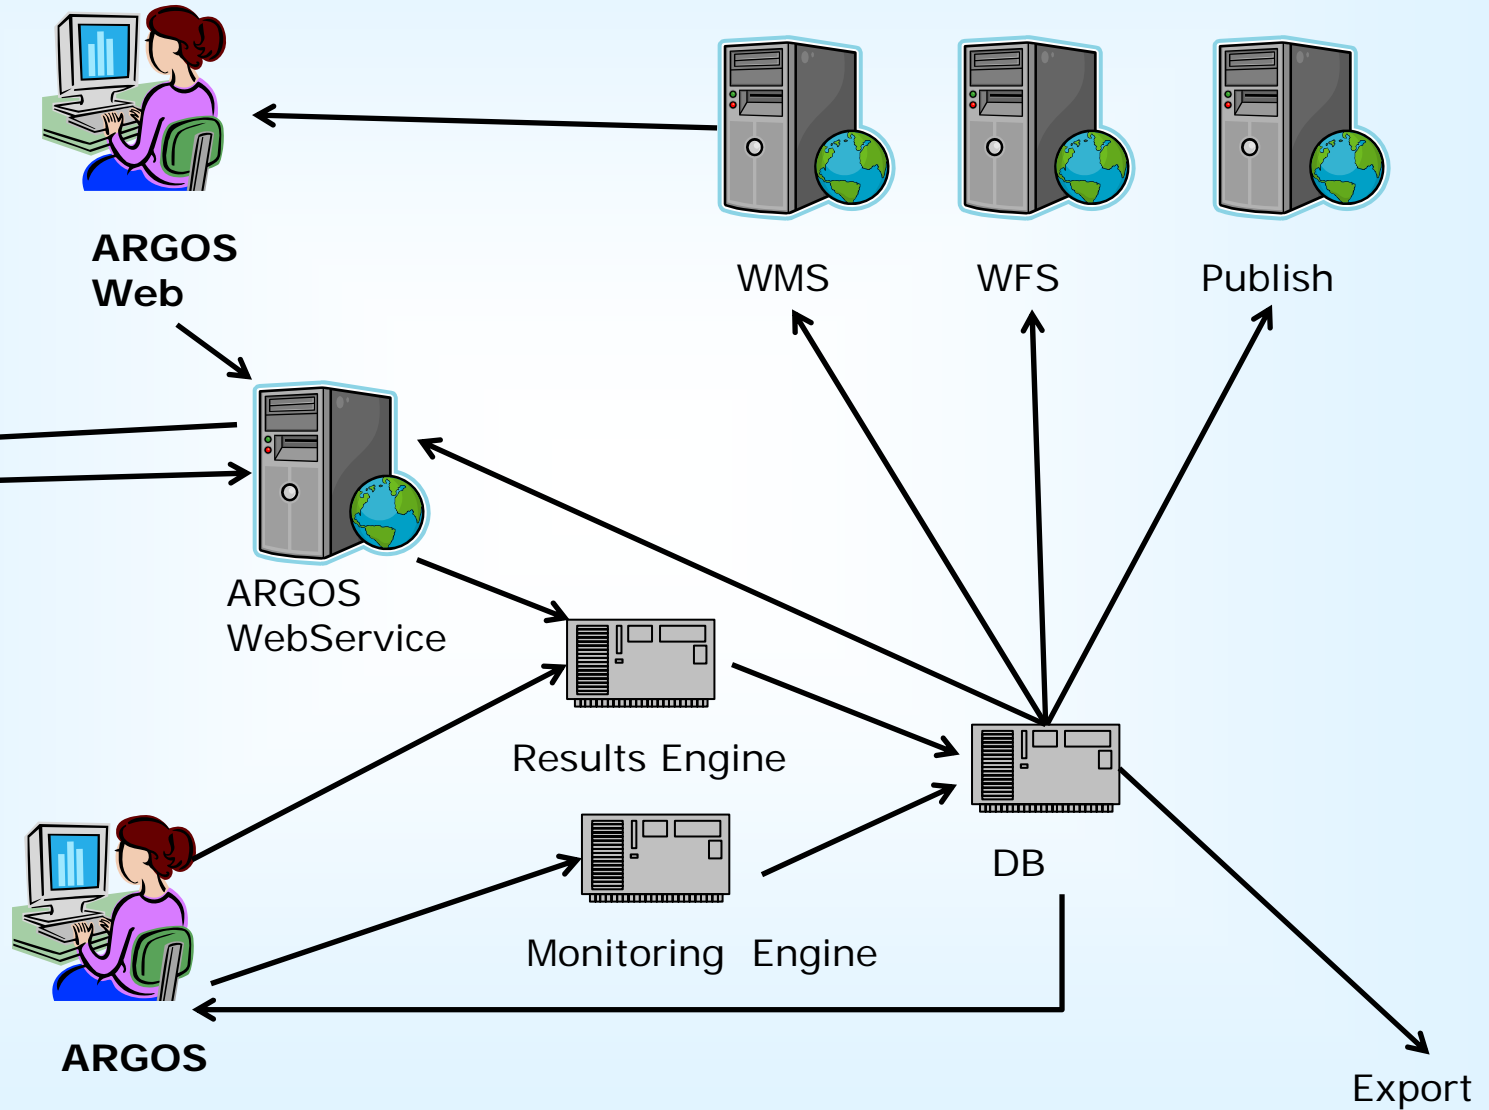 ARGOS
Web
WMS
WFS
Publish
ARGOS
WebService
Results Engine
DB
Monitoring Engine
ARGOS
Export